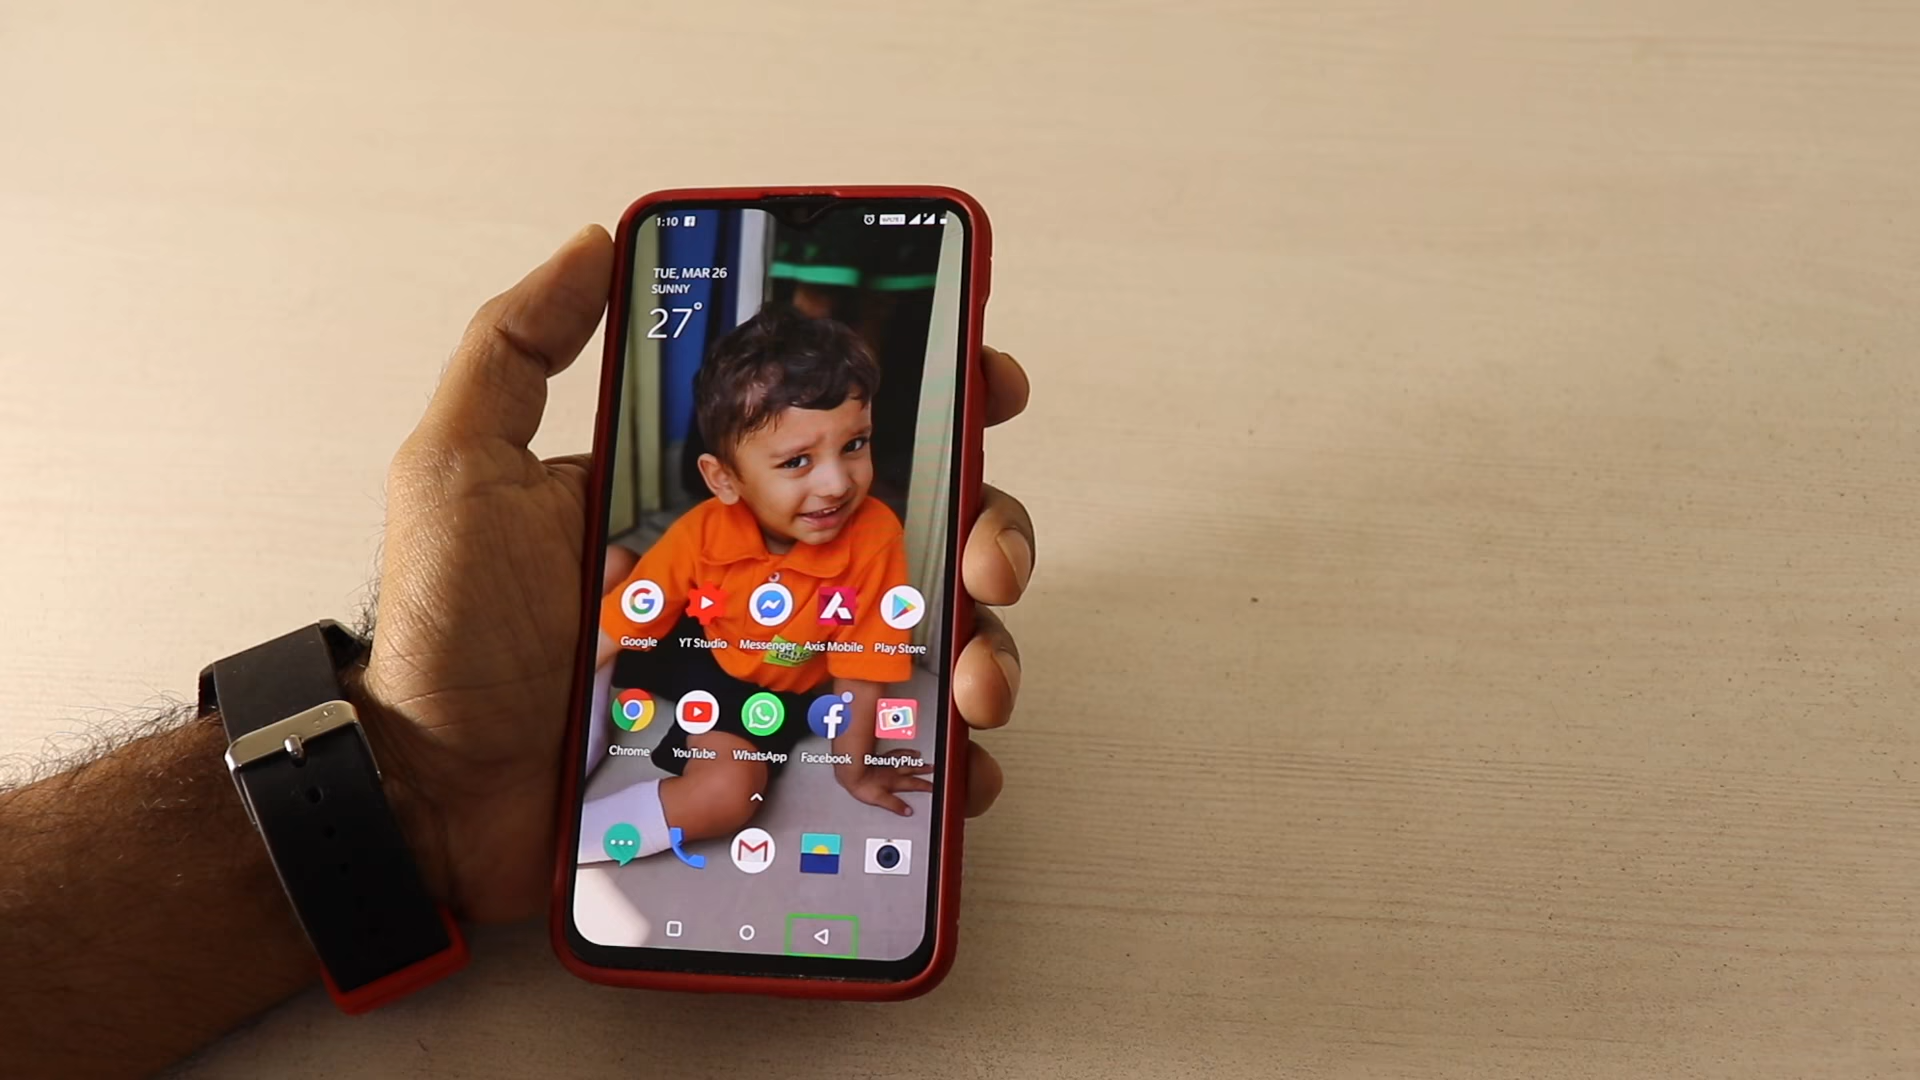 1:10
TUE, MAR 26
SUNNY
27°
Google YT Studio Messenger Axis Mobile Play Store
Chrome YouTube WhatsApp Facebook BeautyPlus